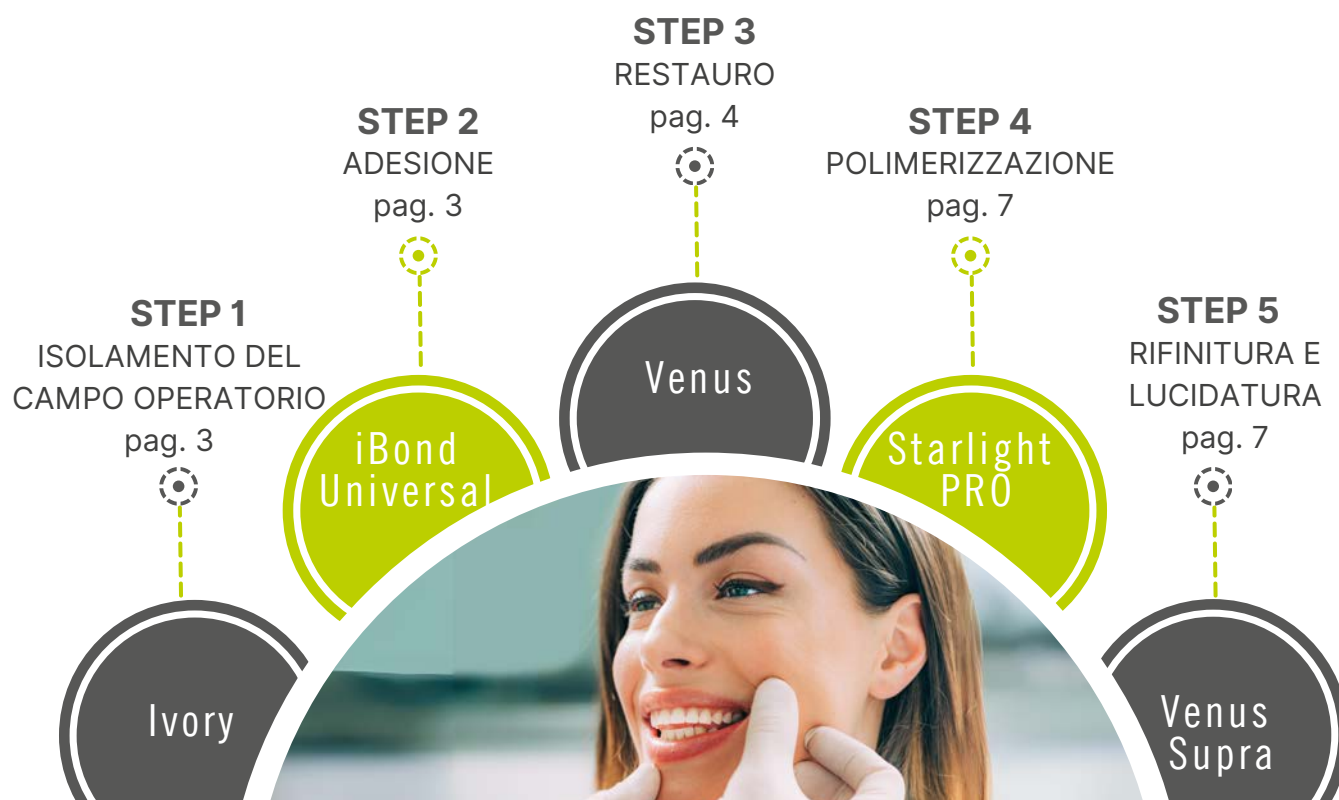 STEP 1
ISOLAMENTO DEL
CAMPO OPERATORIO
pag. 3
Ivory
STEP 2
ADESIONE
pag. 3
iBond
Universal
STEP 3
RESTAURO
pag. 4
Venus
STEP 4
POLIMERIZZAZIONE
pag. 7
Starlight
PRO
STEP 5
RIFINITURA E
LUCIDATURA
pag. 7
Venus
Supra